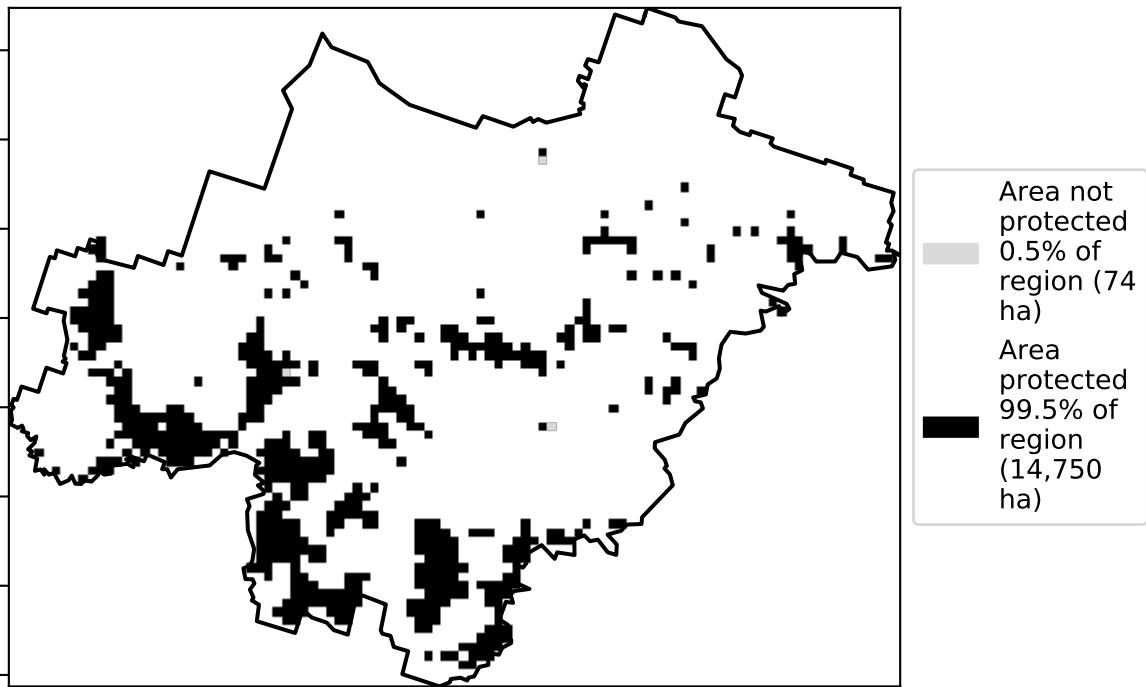 Area not
protected
0.5% of
region (74
ha)
Area
protected
99.5% of
region
(14,750
ha)